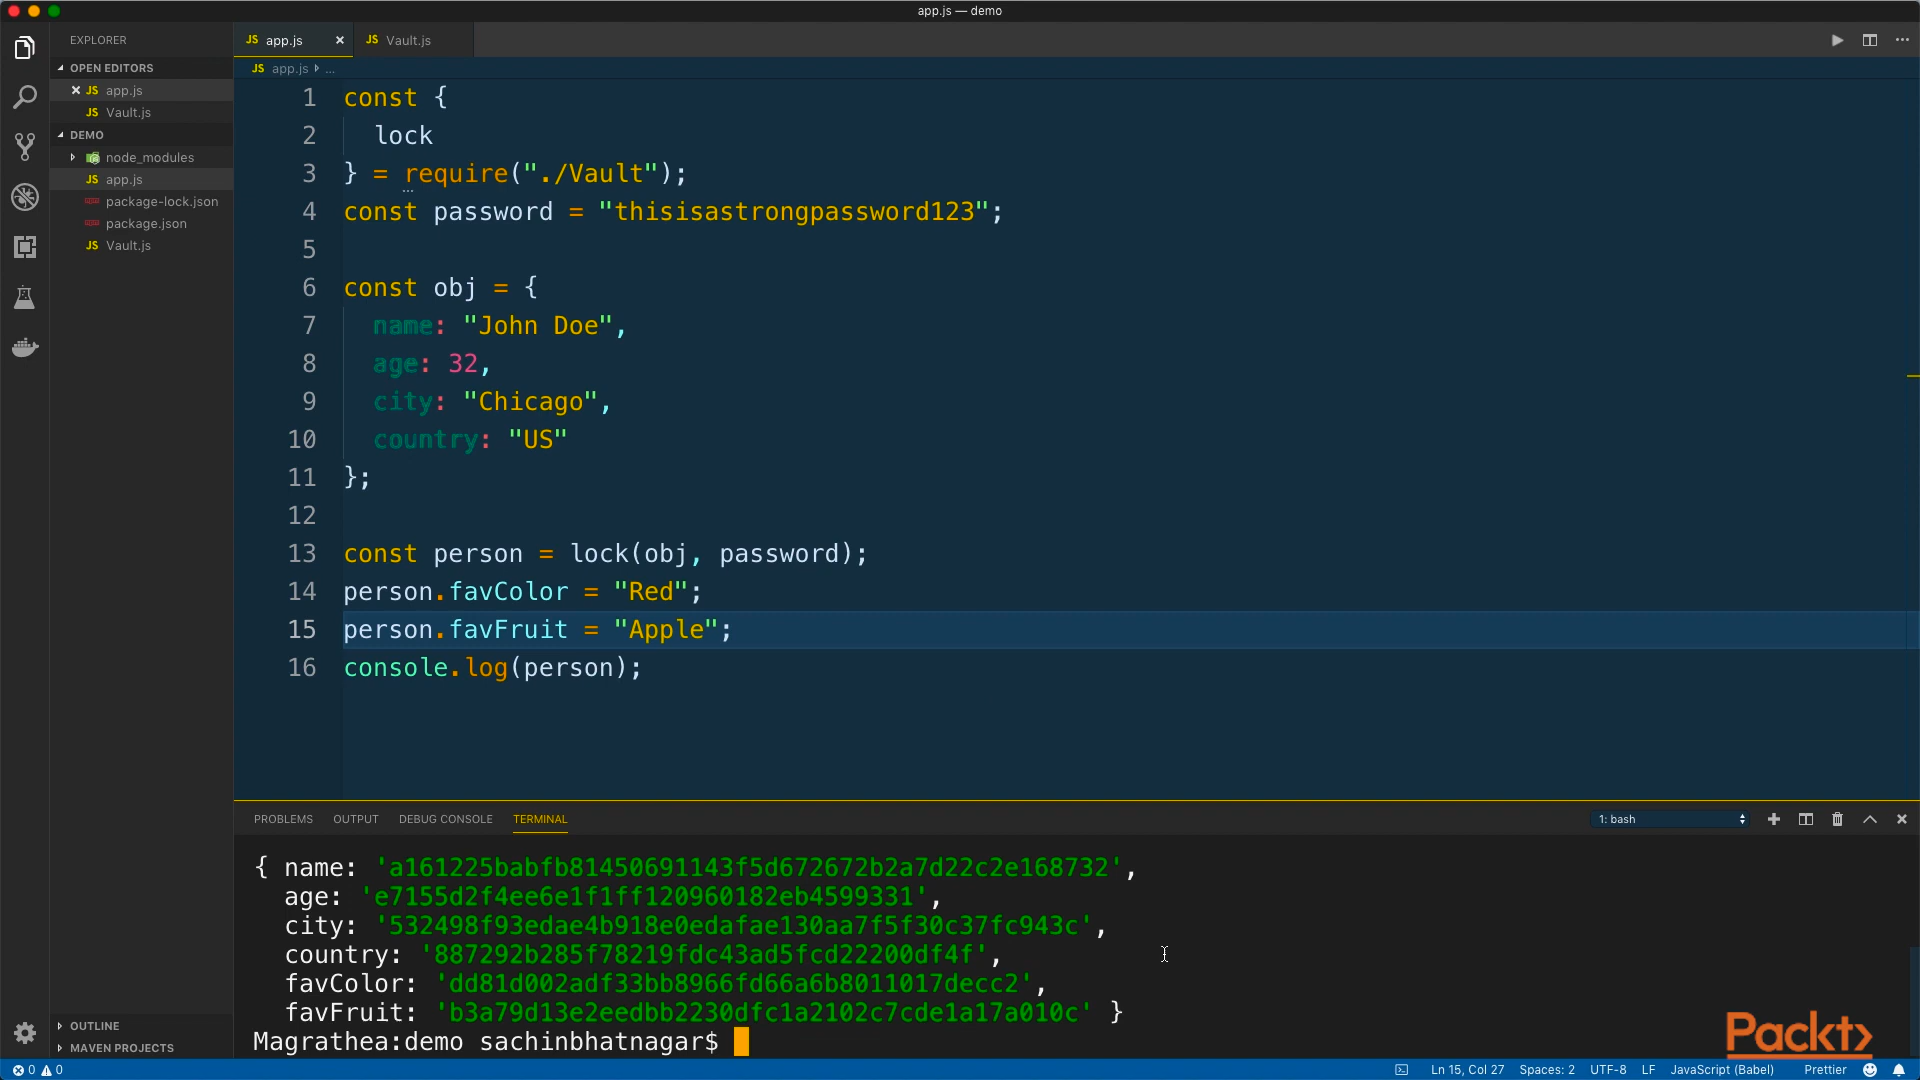 app.js — demo
EXPLORER
OPEN EDITORS
JS app.js
JS Vault.js
DEMO
node_modules
JS app.js
package-lock.json
package.json
JS Vault.js
OUTLINE
MAVEN PROJECTS
JS app.js
JS Vault.js
JS app.js ...
1 const {
2 lock
3 } = require("./Vault");
4 const password = "thisisastrongpassword123";
5
6 const obj = {
7 name: "John Doe",
8 age: 32,
9 city: "Chicago",
10 country: "US"
11 };
12
13 const person = lock(obj, password);
14 person.favColor = "Red";
15 person.favFruit = "Apple";
16 console.log(person);
PROBLEMS OUTPUT DEBUG CONSOLE TERMINAL 1: bash
{ name: 'a161225babfb81450691143f5d672672b2a7d22c2e168732',
age: 'e7155d2f4ee6e1f1ff120960182eb4599331',
city: '532498f93edae4b918e0edafae130aa7f5f30c37fc943c',
country: '887292b285f78219fdc43ad5fcd22200df4f',
favColor: 'dd81d002adf33bb8966fd66a6b8011017decc2',
favFruit: 'b3a79d13e2eedbb2230dfc1a2102c7cde1a17a010c' }
Magrathea:demo sachinbhatnagar$
Packt>
0 0 Ln 15, Col 27 Spaces: 2 UTF-8 LF JavaScript (Babel) Prettier